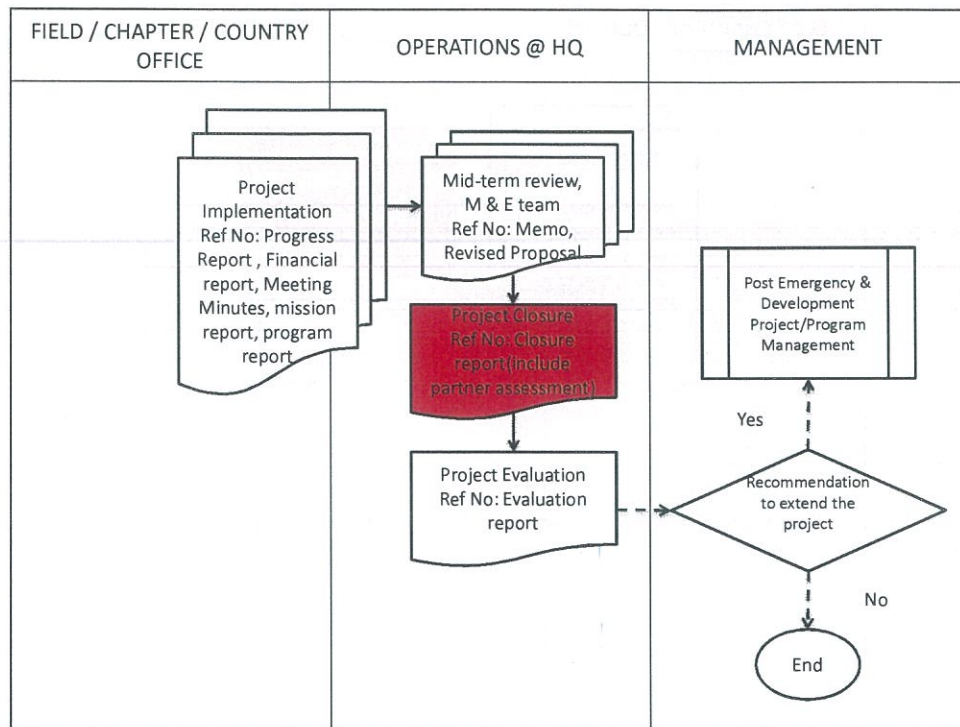 FIELD / CHAPTER / COUNTRY
OFFICE
OPERATIONS @ HQ
MANAGEMENT
Project
Implementation
Ref No: Progress
Report , Financial
report, Meeting
Minutes, mission
report, program
report
Mid-term review,
M & E team
Ref No: Memo,
Revised Proposal
Project Closure
Ref No: Closure
report(include
partner assessment)
Project Evaluation
Ref No: Evaluation
report
Post Emergency &
Development
Project/Program
Management
Yes
Recommendation
to extend the
project
No
End